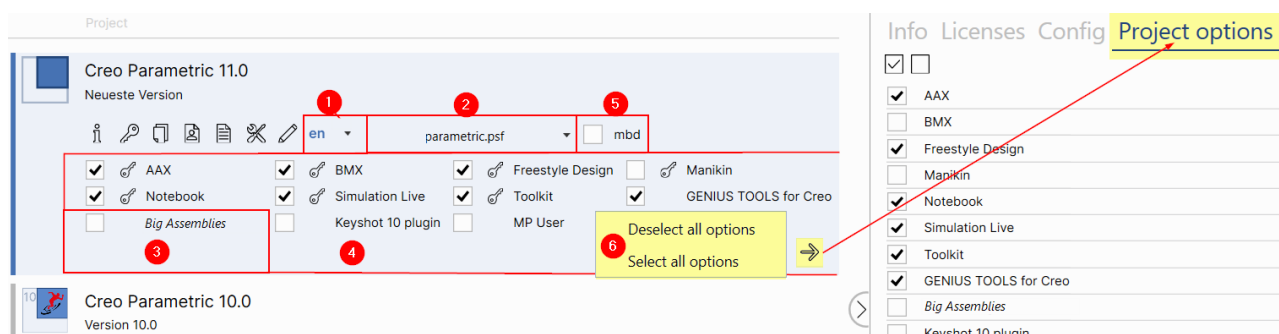 Project
Creo Parametric 11.0
Neueste Version
1
2
5
en
parametric.psf
mbd
AAX
BMX
Freestyle Design
Manikin
Notebook
Simulation Live
Toolkit
GENIUS TOOLS for Creo
Big Assemblies
Keyshot 10 plugin
MP User
3
4
6
Deselect all options
Select all options
10
Creo Parametric 10.0
Version 10.0
Info Licenses Config Project options
AAX
BMX
Freestyle Design
Manikin
Notebook
Simulation Live
Toolkit
GENIUS TOOLS for Creo
Big Assemblies
Keyshot 10 plugin